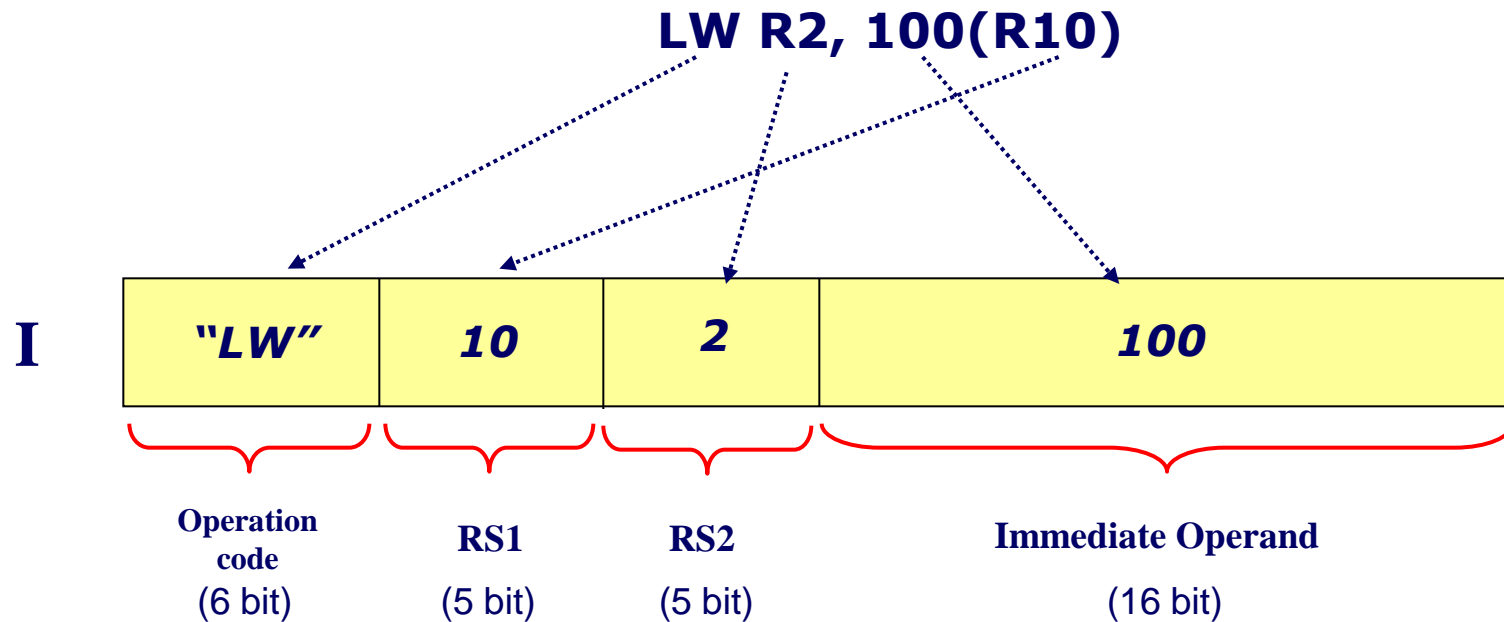 LW R2, 100(R10)
I
“LW” 10 2 100
Operation code RS1 RS2 Immediate Operand
(6 bit) (5 bit) (5 bit) (16 bit)